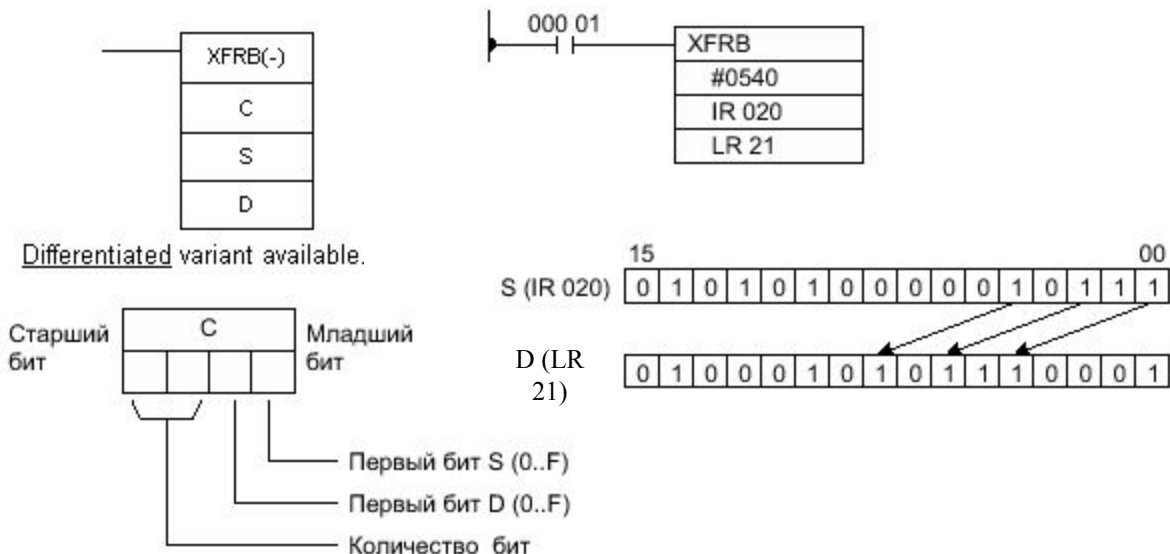 XFRB(-)
C
S
D
Differentiated variant available.
000 01
XFRB
#0540
IR 020
LR 21
Старший
бит
C
Младший
бит
Первый бит S (0..F)
Первый бит D (0..F)
Количество бит
15 00
S (IR 020) 0 1 0 1 0 1 0 0 0 0 0 1 0 1 1 1
D (LR
21)
0 1 0 0 0 1 0 1 0 1 1 1 0 0 0 1